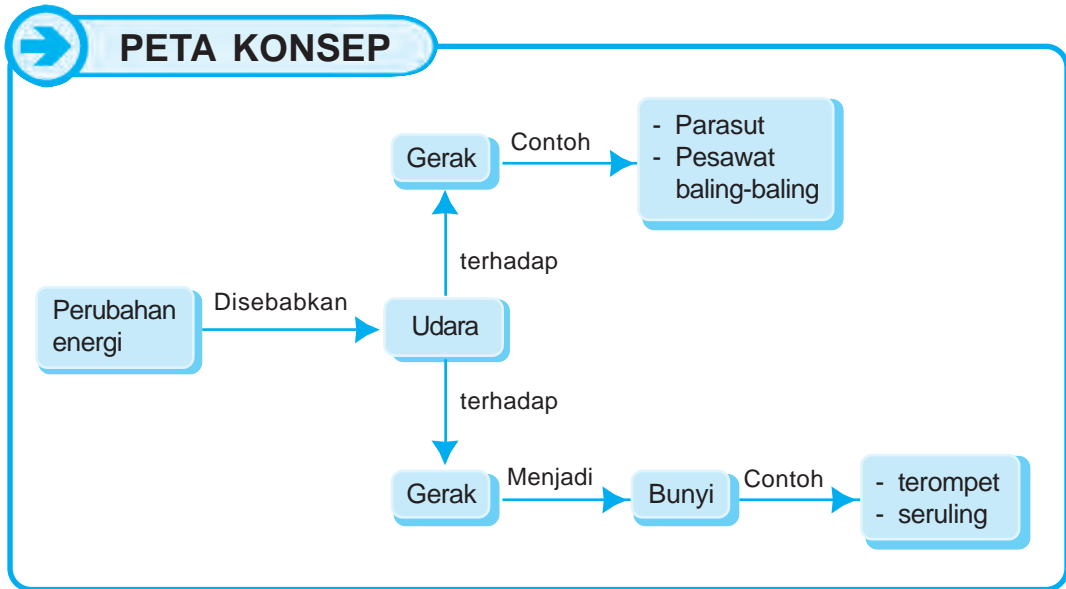 PETA KONSEP
Gerak
Contoh
- Parasut
- Pesawat
baling-baling
terhadap
Perubahan
energi
Disebabkan
Udara
terhadap
Gerak
Menjadi
Bunyi
Contoh
- terompet
- seruling